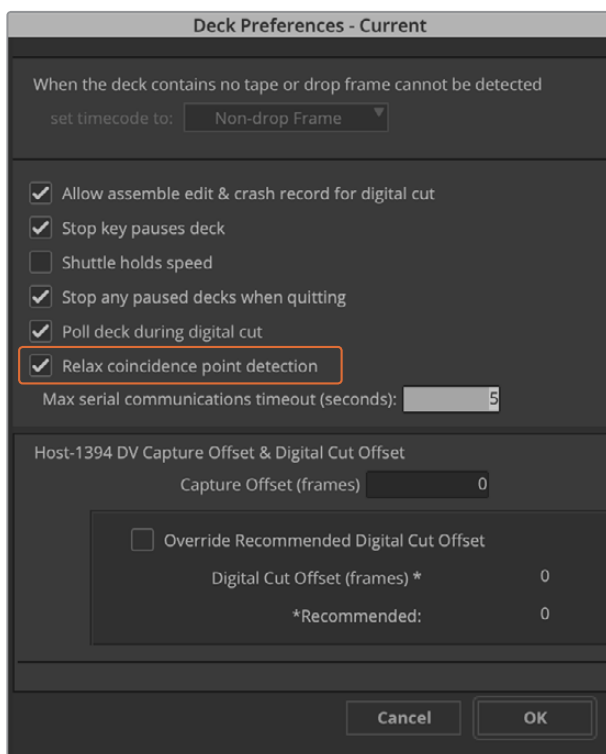 Deck Preferences - Current
When the deck contains no tape or drop frame cannot be detected
set timecode to: Non-drop Frame
Allow assemble edit & crash record for digital cut
Stop key pauses deck
Shuttle holds speed
Stop any paused decks when quitting
Poll deck during digital cut
Relax coincidence point detection
Max serial communications timeout (seconds): 5
Host-1394 DV Capture Offset & Digital Cut Offset
Capture Offset (frames) 0
Override Recommended Digital Cut Offset
Digital Cut Offset (frames) * 0
*Recommended: 0
Cancel OK